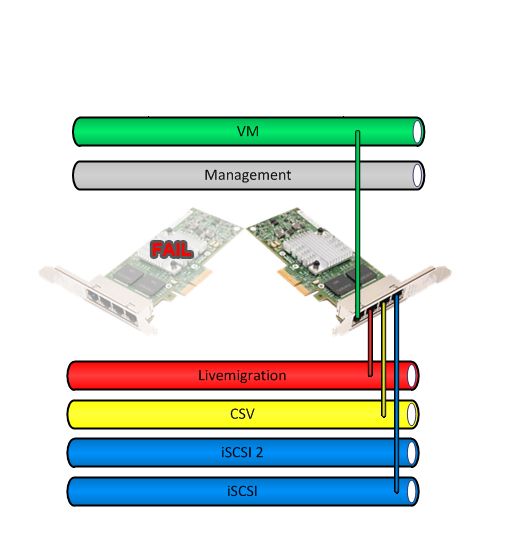 VM
Management
FAIL
Livemigration
CSV
iSCSI 2
iSCSI